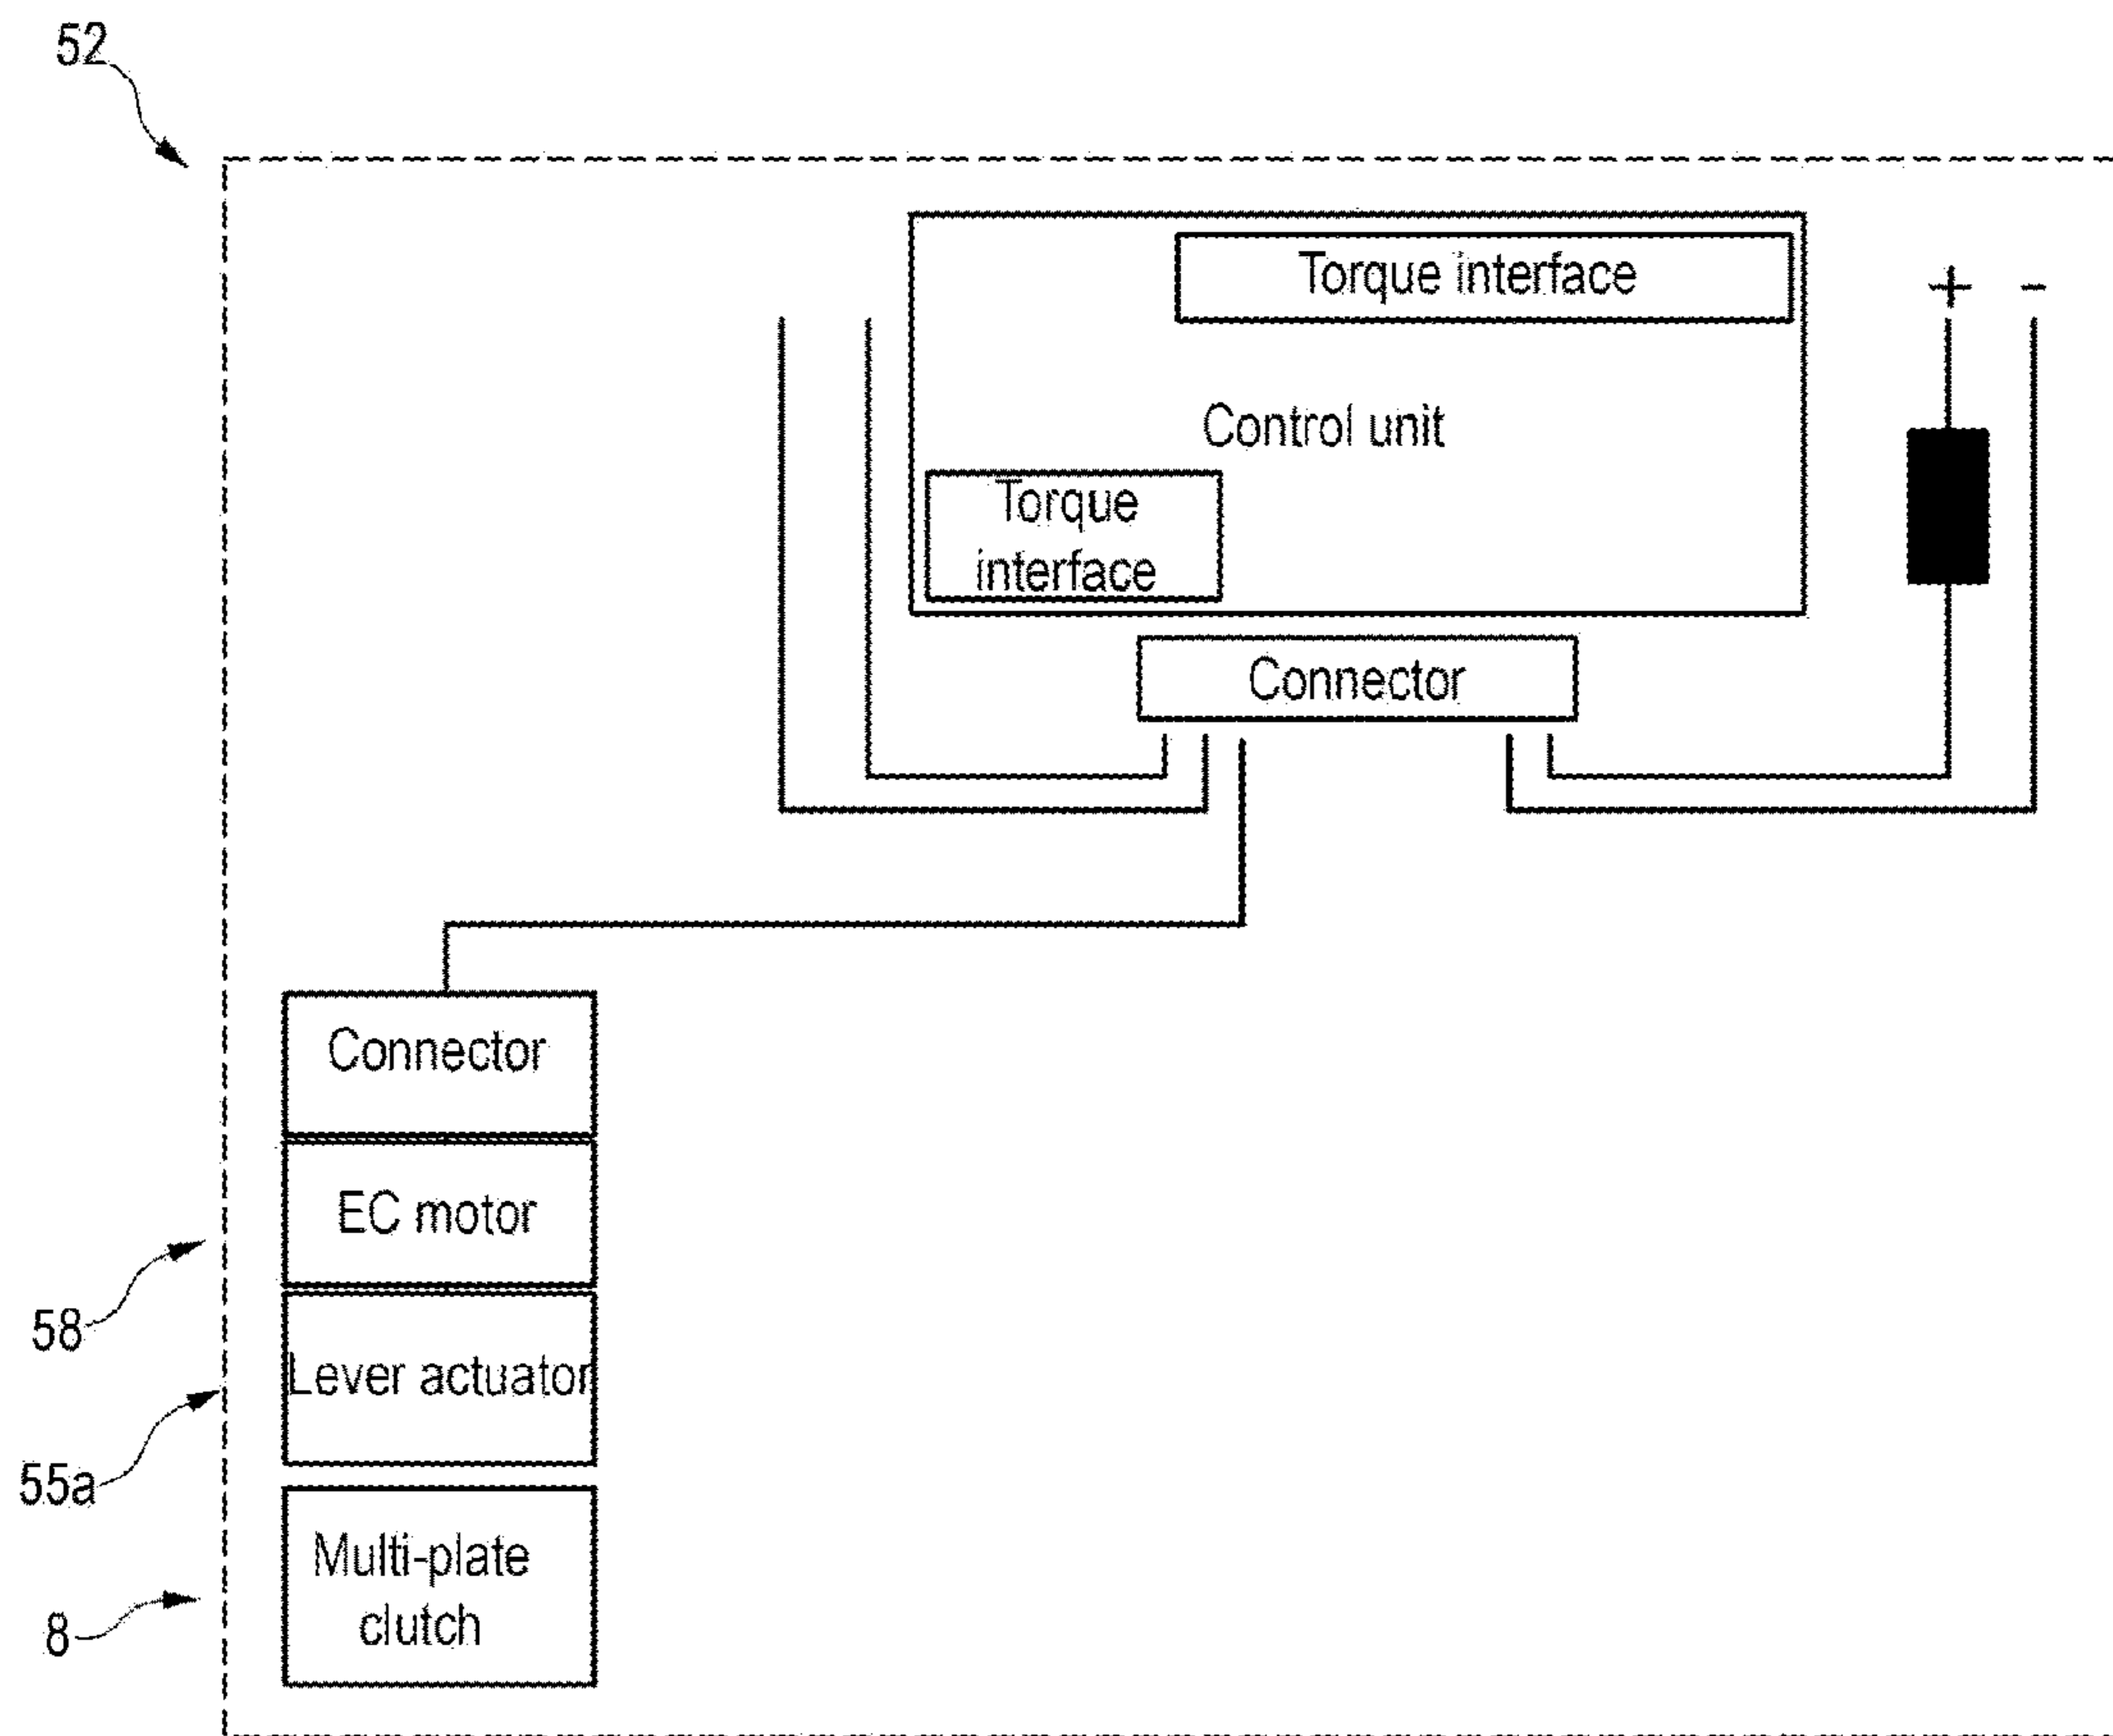 52
Torque interface
+ -
Control unit
Torque
interface
Connector
Connector
EC motor
58
Lever actuator
55a
Multi-plate
clutch
8